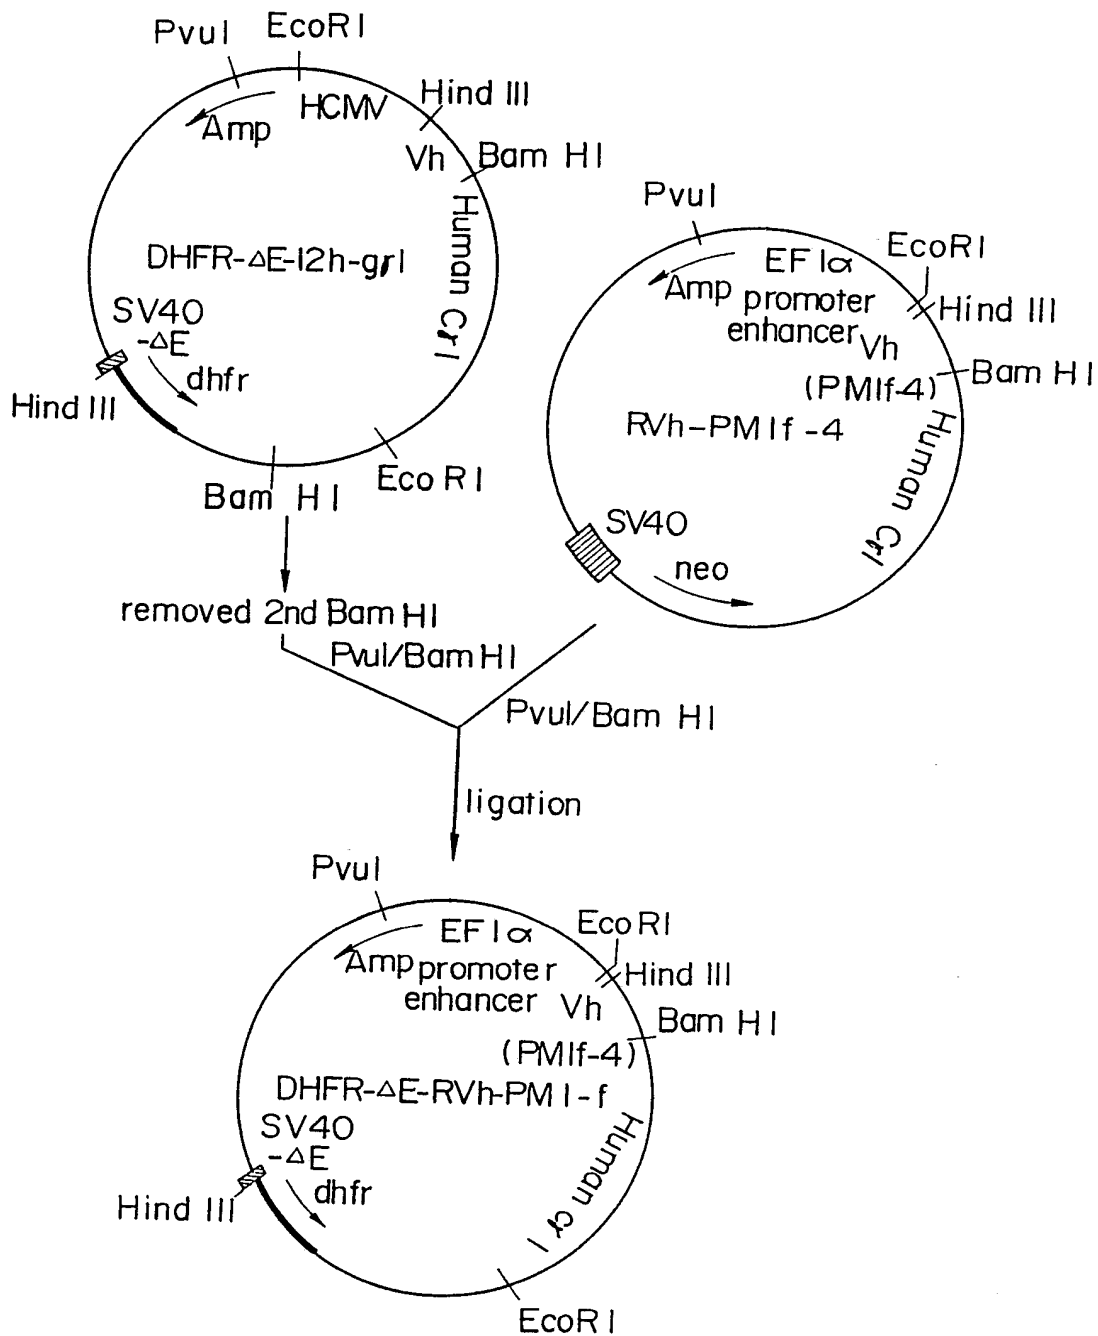 PvuI
EcoRI
Hind III
HCMV
Amp
Vh
Bam HI
Human Cγ1
DHFR-ΔE-12h-gγ1
SV40
-ΔE
dhfr
Hind III
EcoRI
Bam HI
PvuI
EcoRI
EF1α
Amp
promoter
enhancer
Hind III
Vh
(PM1f-4)
Bam HI
RVh-PM1f-4
Human Cγ1
SV40
neo
removed 2nd Bam HI
PvuI/Bam HI
PvuI/Bam HI
ligation
PvuI
EcoRI
EF1α
Amp
promoter
enhancer
Hind III
Vh
Bam HI
(PM1f-4)
DHFR-ΔE-RVh-PM1-f
SV40
-ΔE
dhfr
Human cγ1
Hind III
EcoRI